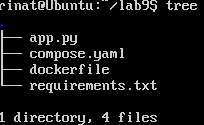 rinat@Ubuntu:~/lab9$ tree
.
├── app.py
├── compose.yaml
├── dockerfile
└── requirements.txt
1 directory, 4 files